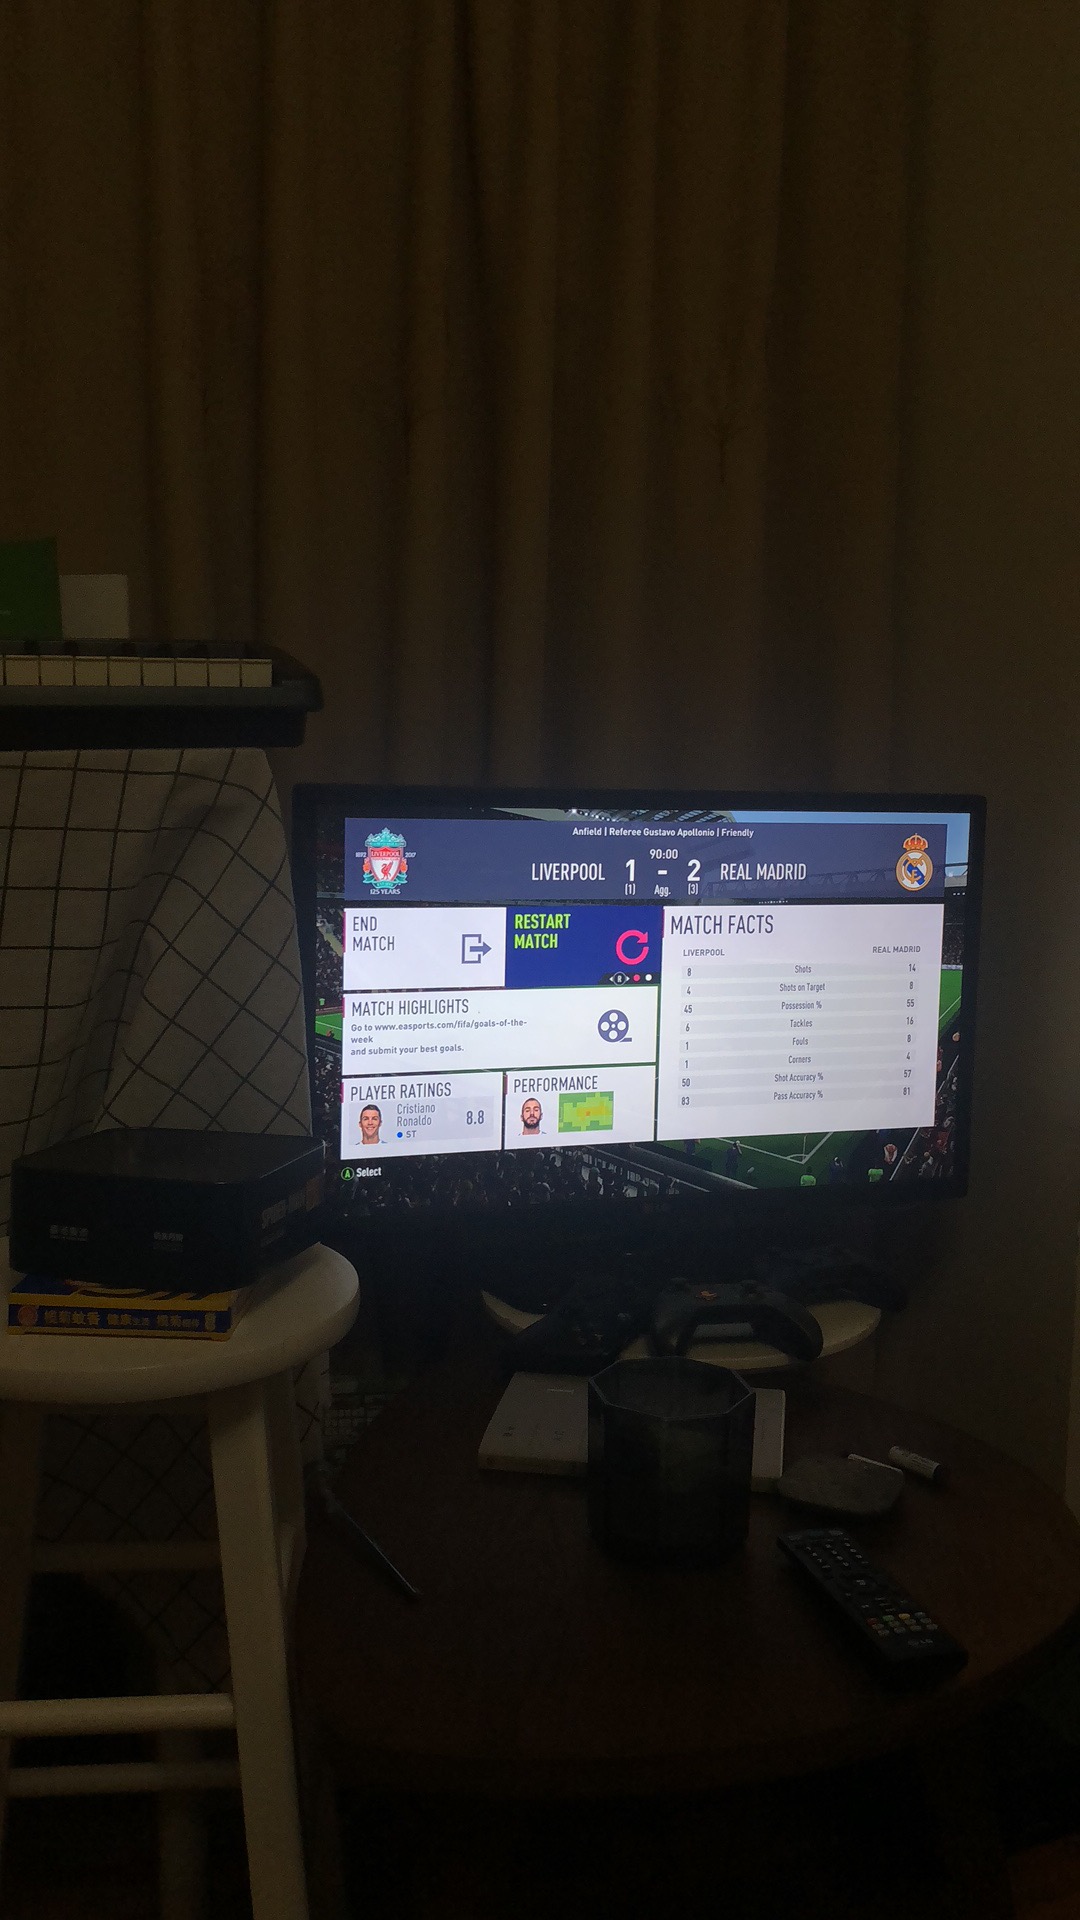 Anfield | Referee Gustavo Apollonio | Friendly
LIVERPOOL
125 YEARS
90:00
LIVERPOOL 1 - 2 REAL MADRID
(1) Agg. (3)
END
MATCH
RESTART
MATCH
R
MATCH HIGHLIGHTS
Go to www.easports.com/fifa/goals-of-the-
week
and submit your best goals.
PLAYER RATINGS
Cristiano
Ronaldo
8.8
ST
PERFORMANCE
MATCH FACTS
LIVERPOOL REAL MADRID
8 Shots 14
4 Shots on Target 8
45 Possession % 55
6 Tackles 16
1 Fouls 8
1 Corners 4
50 Shot Accuracy % 57
83 Pass Accuracy % 81
A Select
LG